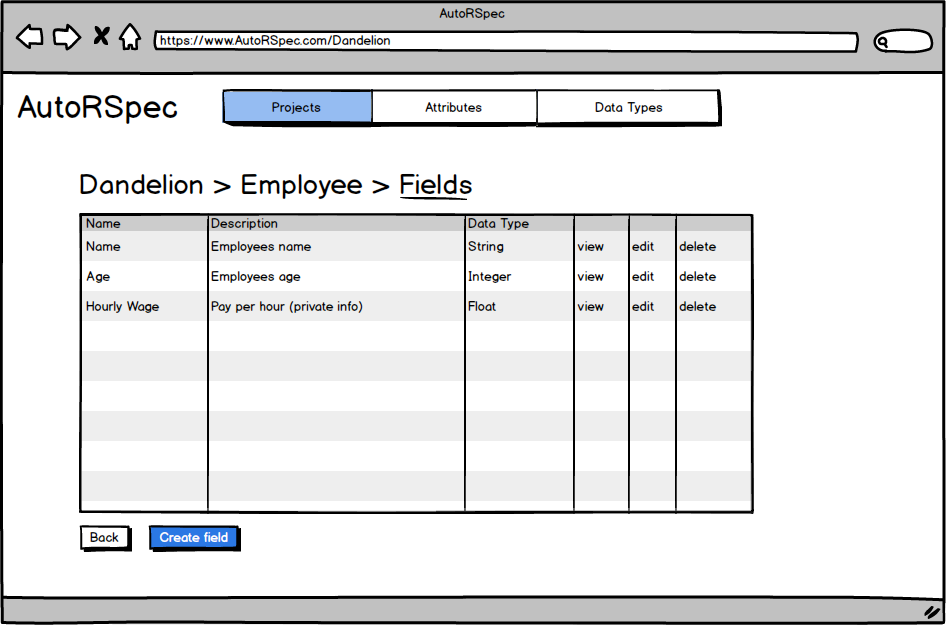 AutoRSpec
https://www.AutoRSpec.com/Dandelion
AutoRSpec
Projects Attributes Data Types
Dandelion > Employee > Fields
Name Description Data Type
Name Employees name String view edit delete
Age Employees age Integer view edit delete
Hourly Wage Pay per hour (private info) Float view edit delete
Back Create field